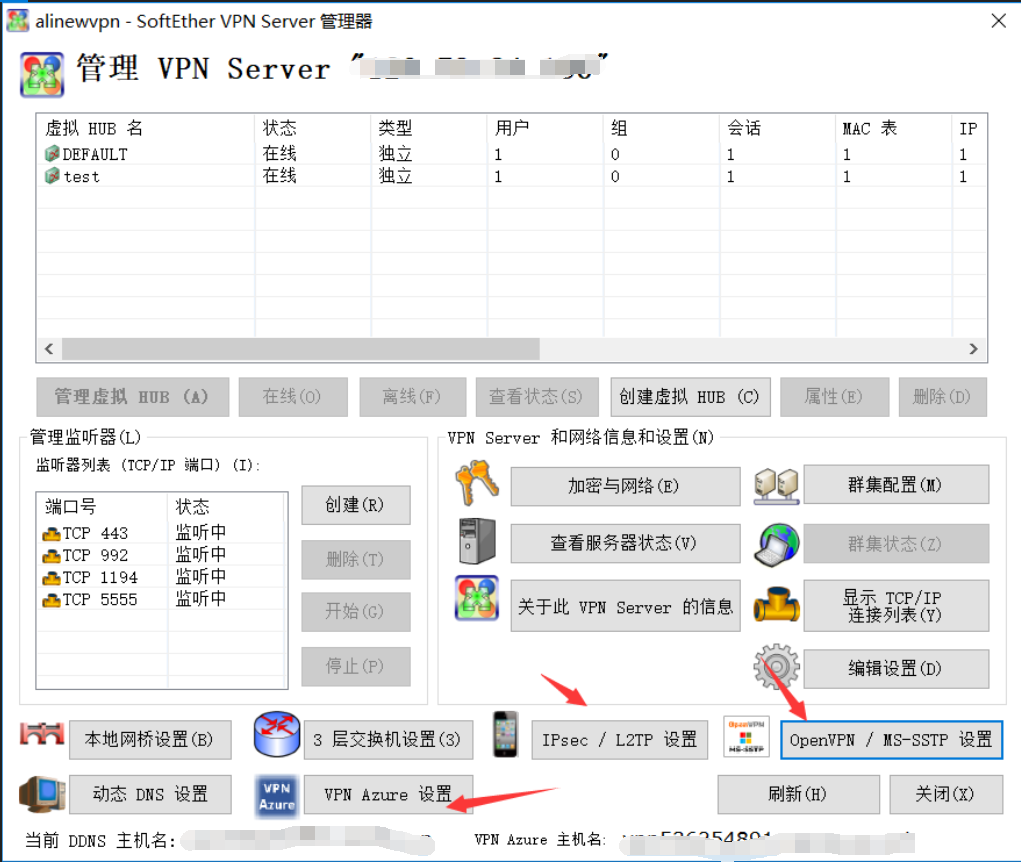 alinewvpn - SoftEther VPN Server 管理器
管理 VPN Server "
虚拟 HUB 名 状态 类型 用户 组 会话 MAC 表 IP
DEFAULT 在线 独立 1 0 1 1 1
test 在线 独立 1 0 1 1 1
管理虚拟 HUB (A) 在线(O) 离线(F) 查看状态(S) 创建虚拟 HUB (C) 属性(E) 删除(D)
管理监听器(L)
监听器列表 (TCP/IP 端口) (I):
端口号 状态
TCP 443 监听中
TCP 992 监听中
TCP 1194 监听中
TCP 5555 监听中
创建(R)
删除(T)
开始(G)
停止(P)
VPN Server 和网络信息和设置(N)
加密与网络(E) 群集配置(M)
查看服务器状态(V) 群集状态(Z)
关于此 VPN Server 的信息 显示 TCP/IP
连接列表(Y)
编辑设置(D)
本地网桥设置(B) 3 层交换机设置(3) IPsec / L2TP 设置 OpenVPN MS-SSTP OpenVPN / MS-SSTP 设置
动态 DNS 设置 VPN Azure VPN Azure 设置 刷新(H) 关闭(X)
当前 DDNS 主机名: VPN Azure 主机名: